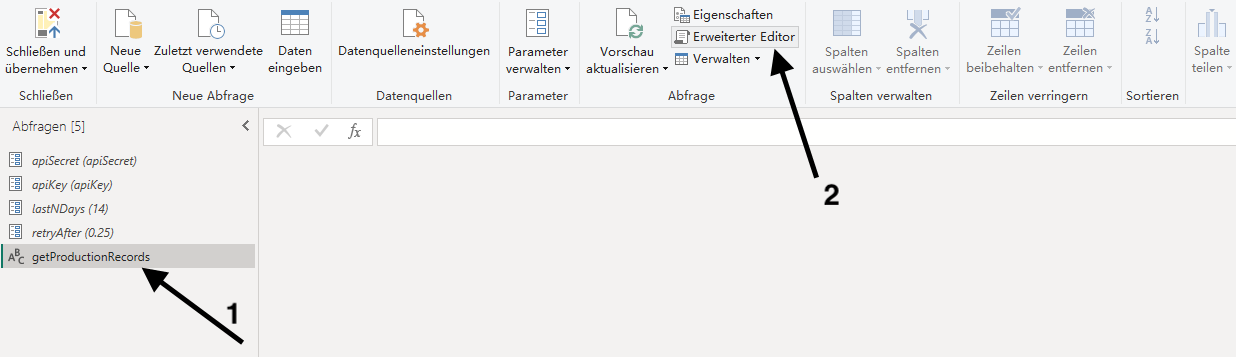 Eigenschaften
Erweiterter Editor
Verwalten
Schließen und
übernehmen
Neue
Quelle
Zuletzt verwendete
Quellen
Daten
eingeben
Datenquelleneinstellungen
Parameter
verwalten
Vorschau
aktualisieren
Spalten
auswählen
Spalten
entfernen
Zeilen
beibehalten
Zeilen
entfernen
A
Z
Z
A
Spalte
teilen
Schließen
Neue Abfrage
Datenquellen
Parameter
Abfrage
Spalten verwalten
Zeilen verringern
Sortieren
Abfragen [5]
fx
apiSecret (apiSecret)
apiKey (apiKey)
lastNDays (14)
retryAfter (0.25)
ABC getProductionRecords
1
2